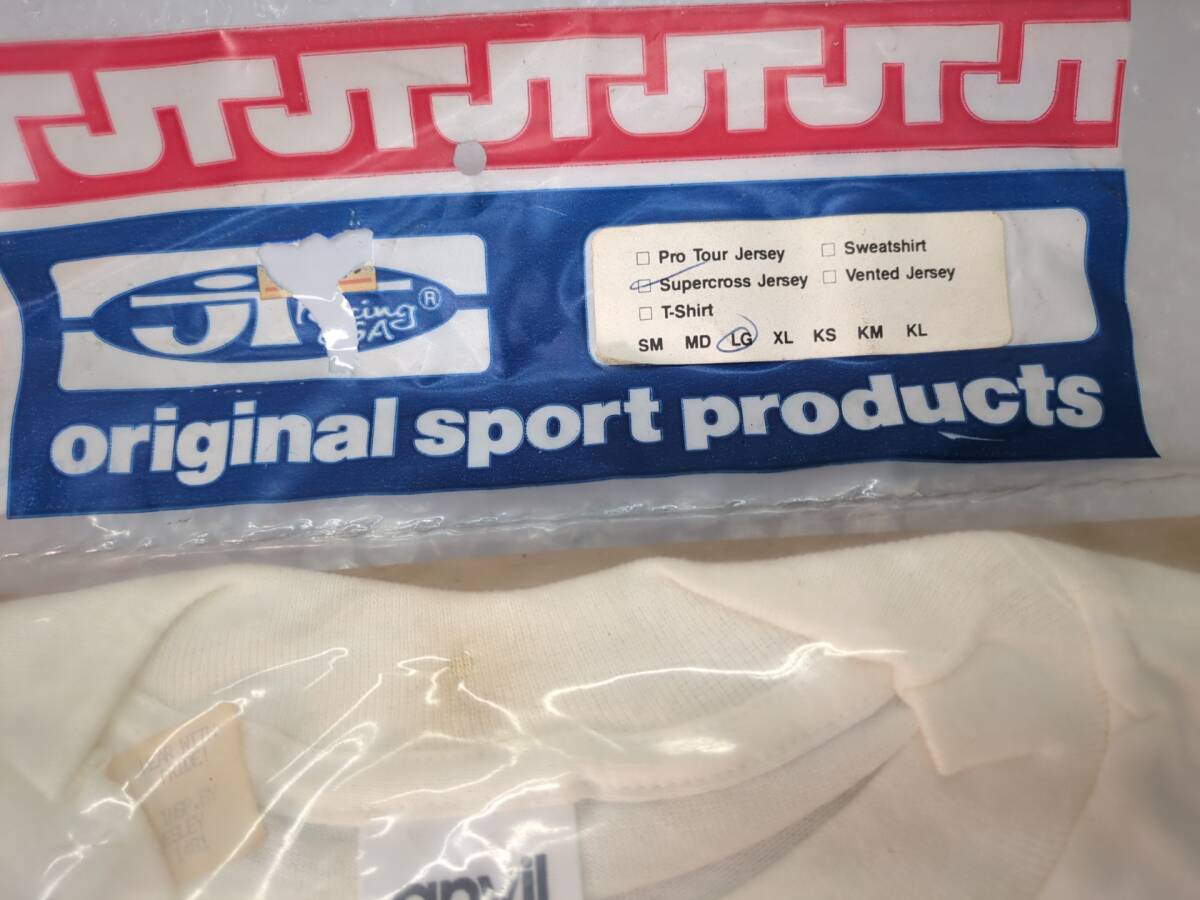 JT Racing®
USA
☐ Pro Tour Jersey ☐ Sweatshirt
☐ Supercross Jersey ☐ Vented Jersey
☐ T-Shirt
SM MD LG XL KS KM KL
original sport products
anvil